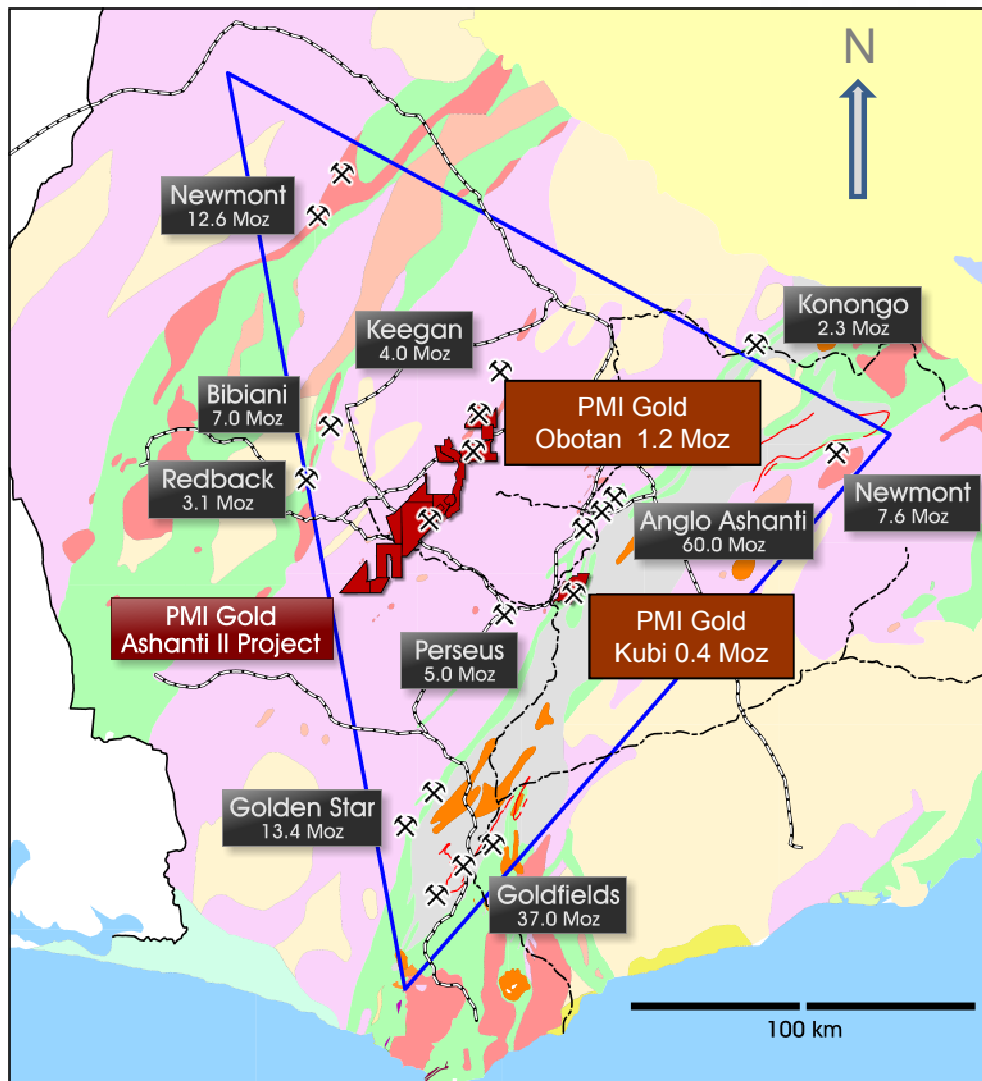 N
Newmont
12.6 Moz
Konongo
2.3 Moz
Keegan
4.0 Moz
Bibiani
7.0 Moz
PMI Gold
Obotan 1.2 Moz
Redback
3.1 Moz
Newmont
7.6 Moz
Anglo Ashanti
60.0 Moz
PMI Gold
Ashanti II Project
PMI Gold
Kubi 0.4 Moz
Perseus
5.0 Moz
Golden Star
13.4 Moz
Goldfields
37.0 Moz
100 km